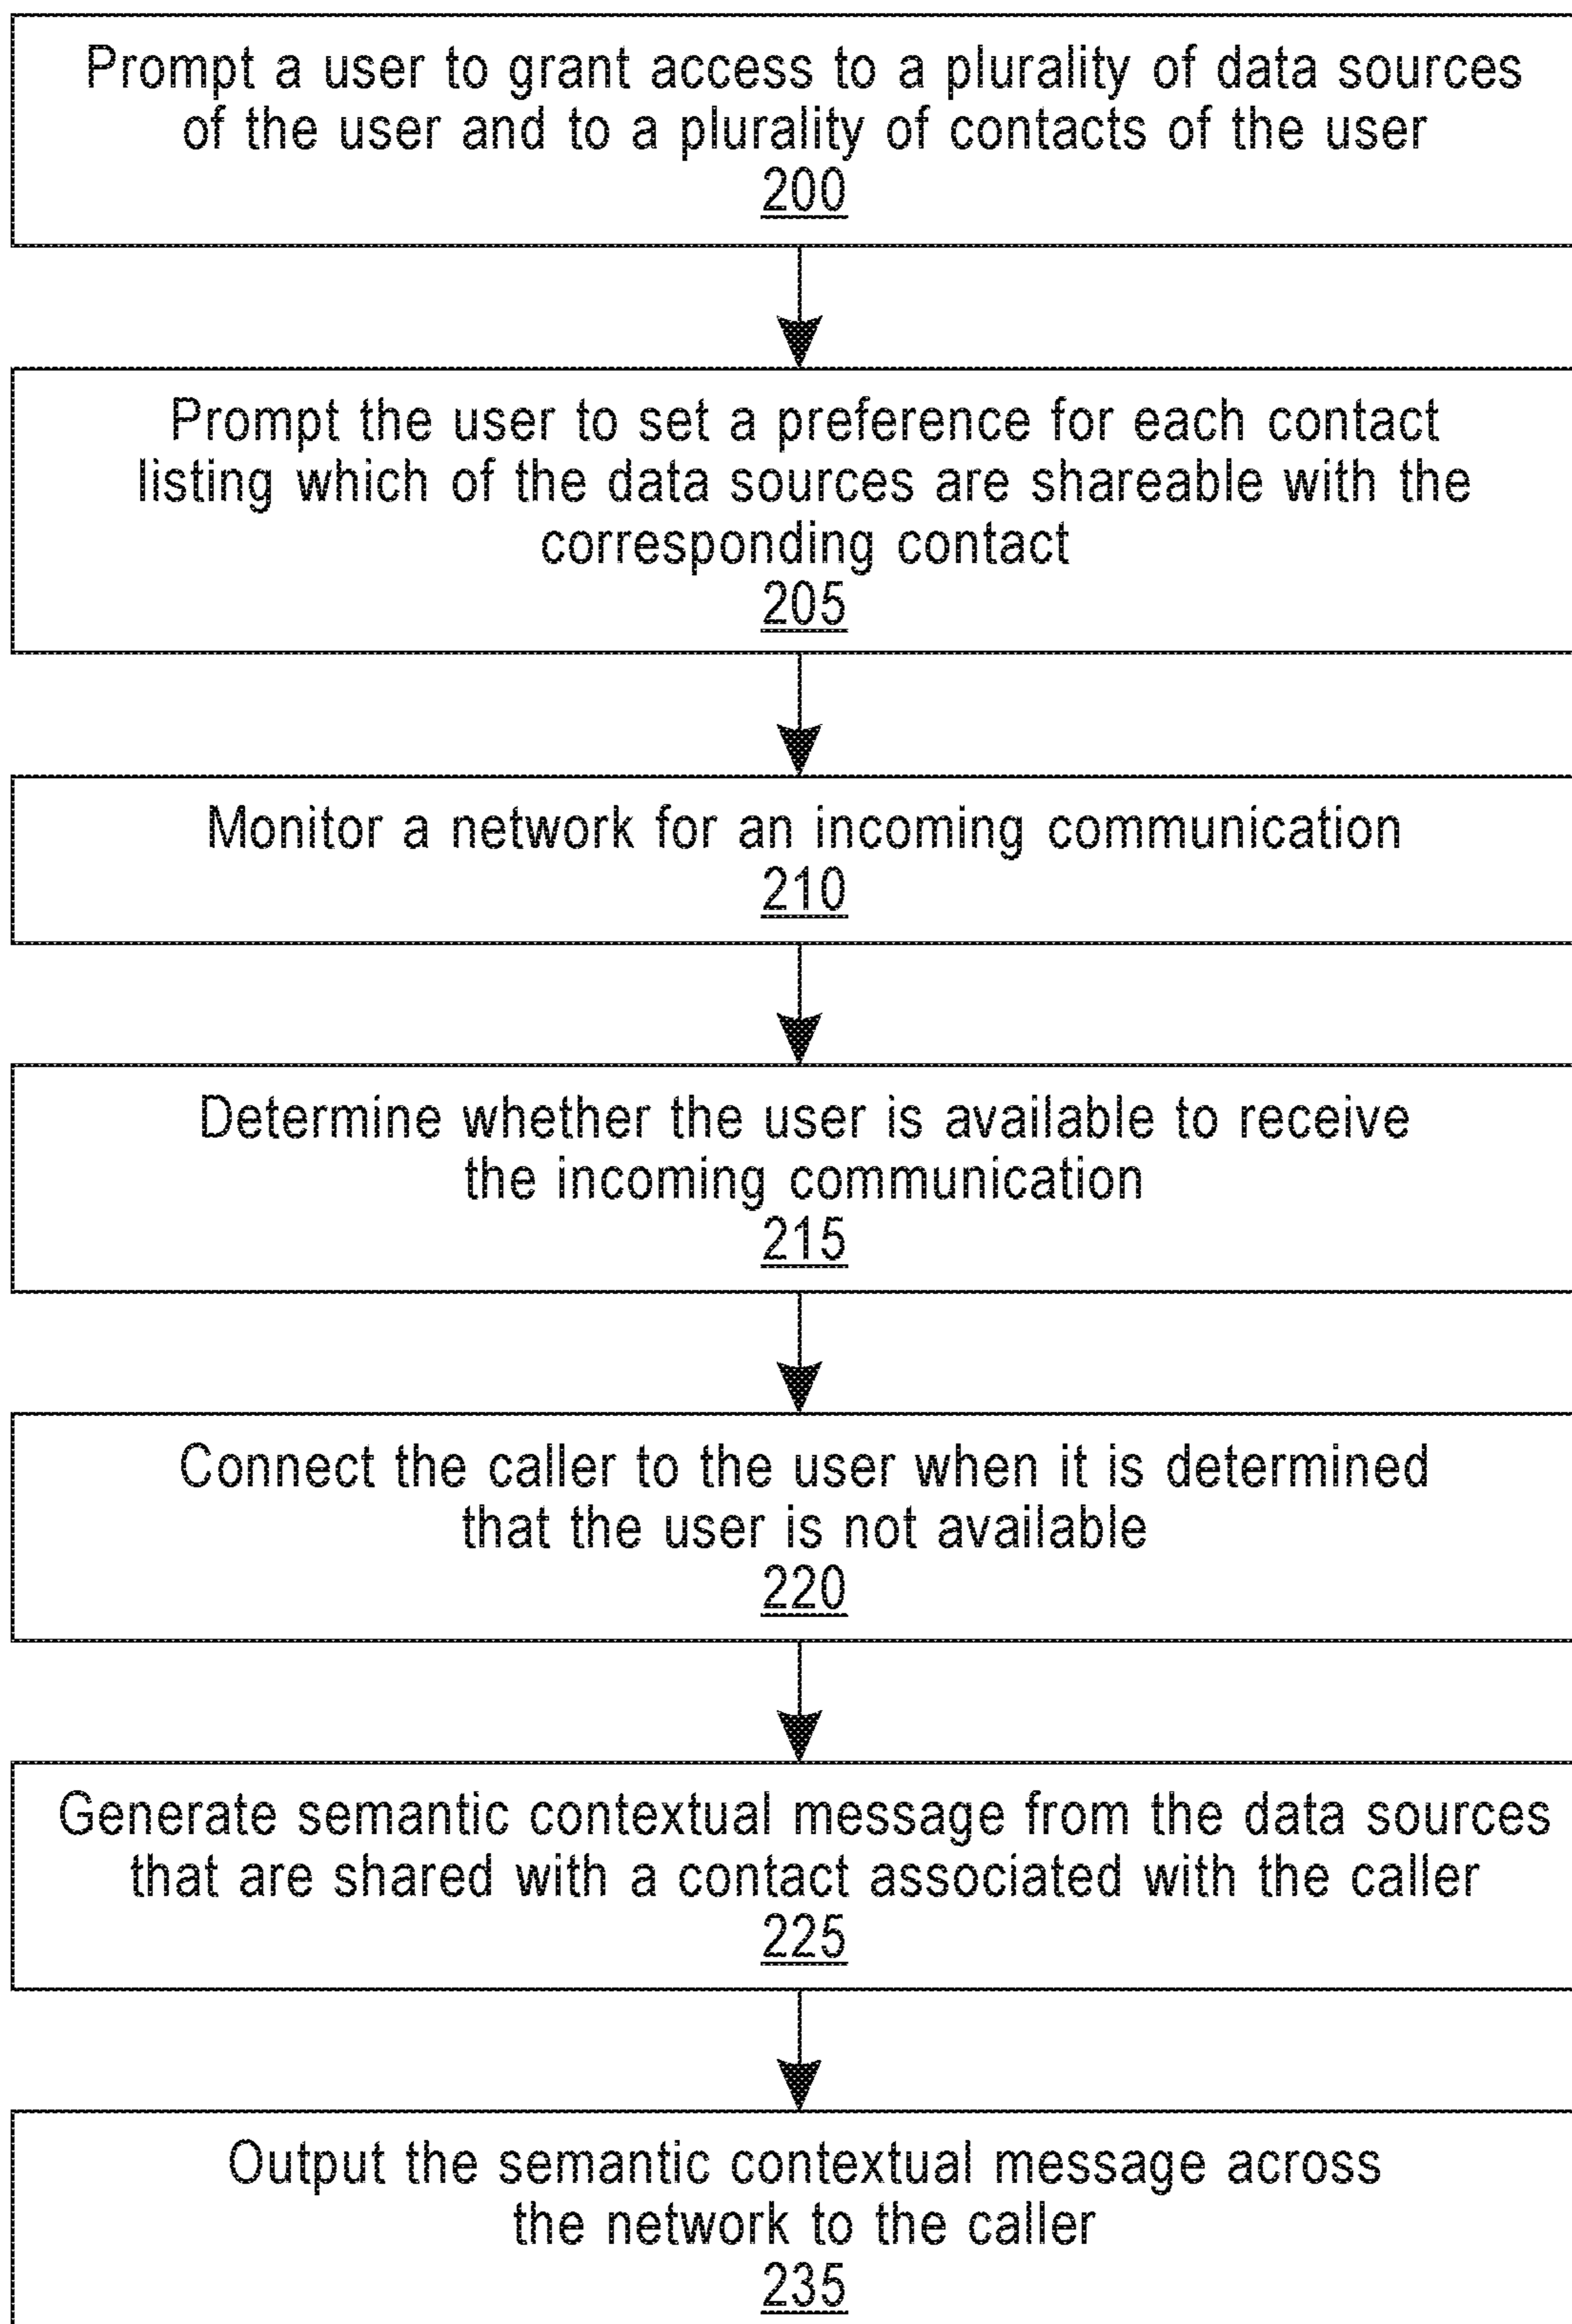 Prompt a user to grant access to a plurality of data sources
of the user and to a plurality of contacts of the user
200
Prompt the user to set a preference for each contact
listing which of the data sources are shareable with the
corresponding contact
205
Monitor a network for an incoming communication
210
Determine whether the user is available to receive
the incoming communication
215
Connect the caller to the user when it is determined
that the user is not available
220
Generate semantic contextual message from the data sources
that are shared with a contact associated with the caller
225
Output the semantic contextual message across
the network to the caller
235